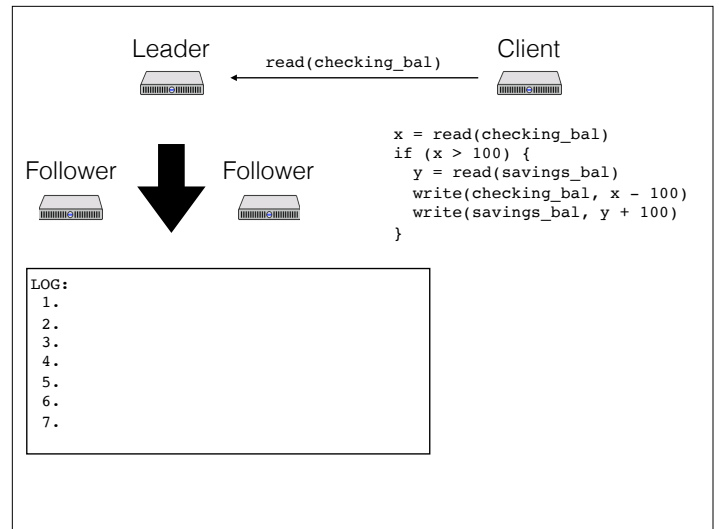 Leader
Client
read(checking_bal)
Follower
Follower
x = read(checking_bal)
if (x > 100) {
  y = read(savings_bal)
  write(checking_bal, x - 100)
  write(savings_bal, y + 100)
}
LOG:
1.
2.
3.
4.
5.
6.
7.